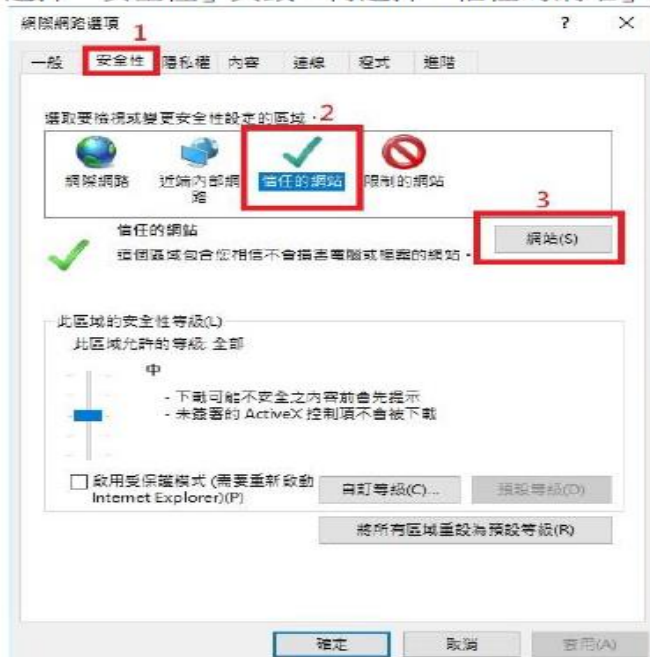 網際網路選項 ? ✕
1
一般 安全性 隱私權 內容 連線 程式 進階
選取要檢視或變更安全性設定的區域。
2
網際網路 近端內部網路 信任的網站 限制的網站
3
信任的網站
這個區域包含您相信不會損害電腦或檔案的網站。
網站(S)
此區域的安全性等級(L)
此區域允許的等級: 全部
中
- 下載可能不安全之內容前會先提示
- 未簽署的 ActiveX 控制項不會被下載
啟用受保護模式 (需要重新啟動
Internet Explorer)(P)
自訂等級(C)... 預設等級(D)
將所有區域重設為預設等級(R)
確定 取消 套用(A)